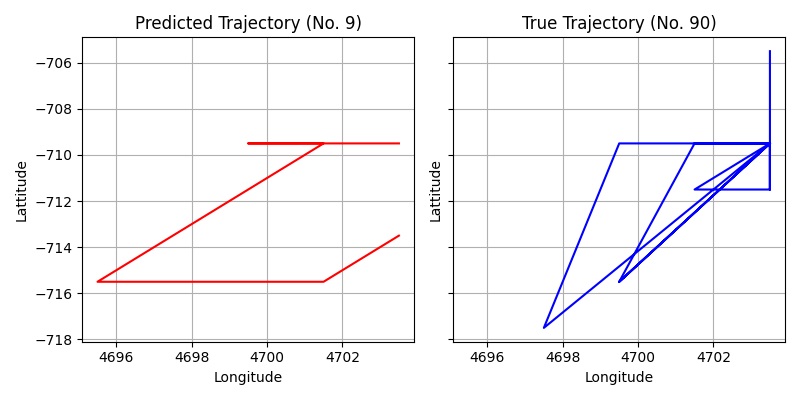 Predicted Trajectory (No. 9)
True Trajectory (No. 90)
−706
−708
−710
−712
−714
−716
−718
Lattitude
Lattitude
4696 4698 4700 4702
4696 4698 4700 4702
Longitude
Longitude